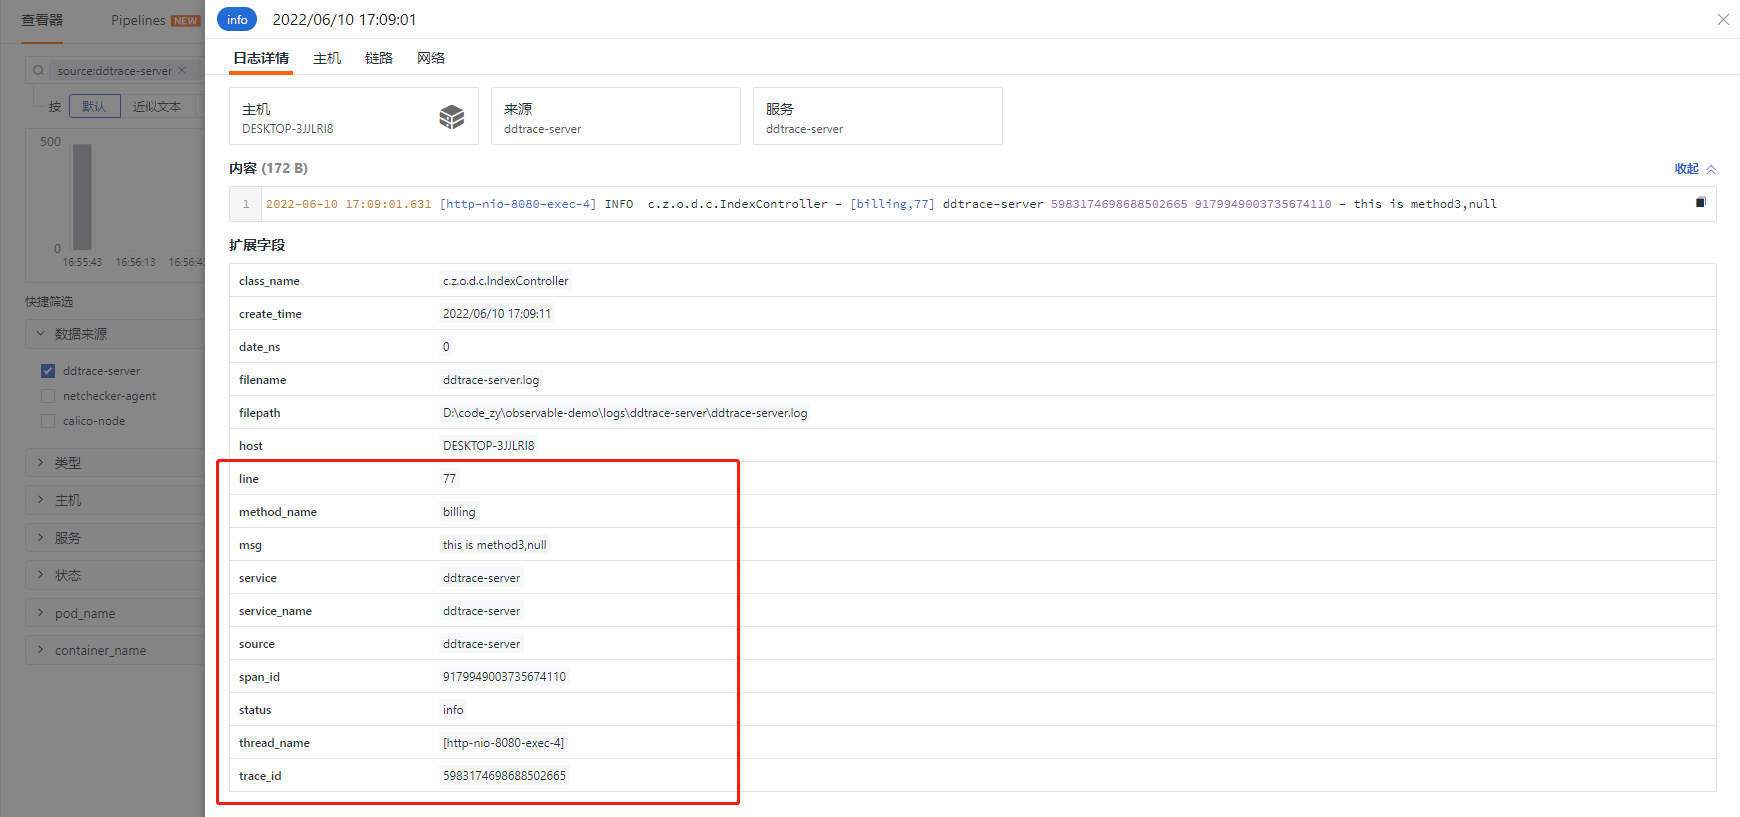 查看器
Pipelines NEW
source:ddtrace-server ×
按 默认 近似文本
500
0
16:55:43 16:56:13 16:56:4
快捷筛选
数据来源
ddtrace-server
netchecker-agent
calico-node
类型
主机
服务
状态
pod_name
container_name
info 2022/06/10 17:09:01
日志详情 主机 链路 网络
主机
DESKTOP-3JJLRI8
来源
ddtrace-server
服务
ddtrace-server
内容 (172 B) 收起
1 2022-06-10 17:09:01.631 [http-nio-8080-exec-4] INFO c.z.o.d.c.IndexController - [billing,77] ddtrace-server 5983174698688502665 9179949003735674110 - this is method3,null
扩展字段
class_name c.z.o.d.c.IndexController
create_time 2022/06/10 17:09:11
date_ns 0
filename ddtrace-server.log
filepath D:\code_zy\observable-demo\logs\ddtrace-server\ddtrace-server.log
host DESKTOP-3JJLRI8
line 77
method_name billing
msg this is method3,null
service ddtrace-server
service_name ddtrace-server
source ddtrace-server
span_id 9179949003735674110
status info
thread_name [http-nio-8080-exec-4]
trace_id 5983174698688502665